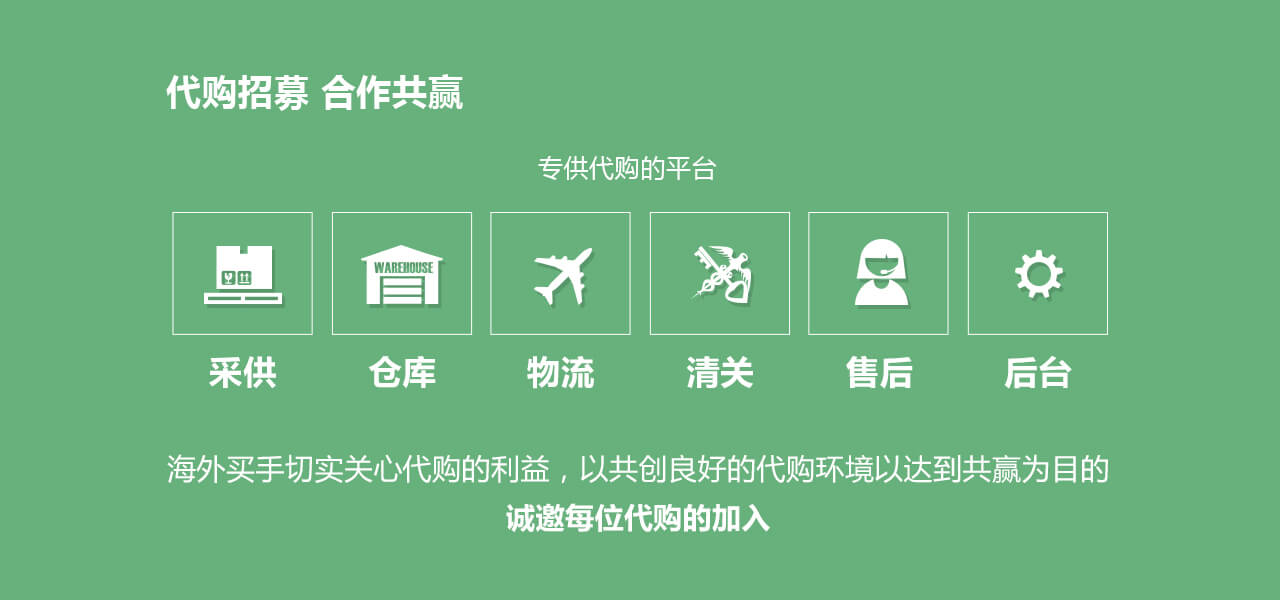 代购招募 合作共赢
专供代购的平台
WAREHOUSE
采供 仓库 物流 清关 售后 后台
海外买手切实关心代购的利益，以共创良好的代购环境以达到共赢为目的
诚邀每位代购的加入